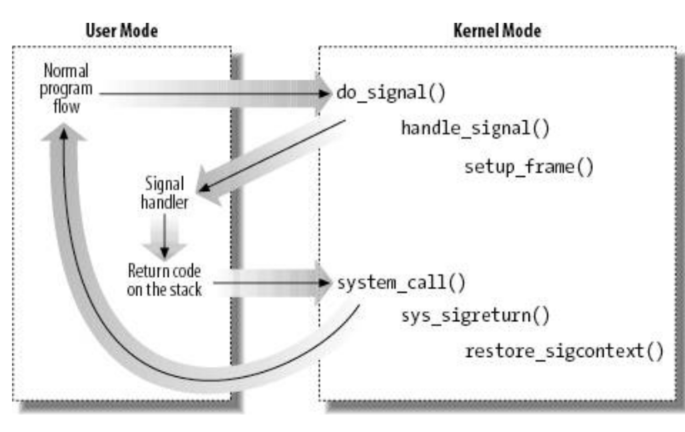 User Mode
Kernel Mode
Normal
program
flow
do_signal()
handle_signal()
setup_frame()
Signal
handler
Return code
on the stack
system_call()
sys_sigreturn()
restore_sigcontext()